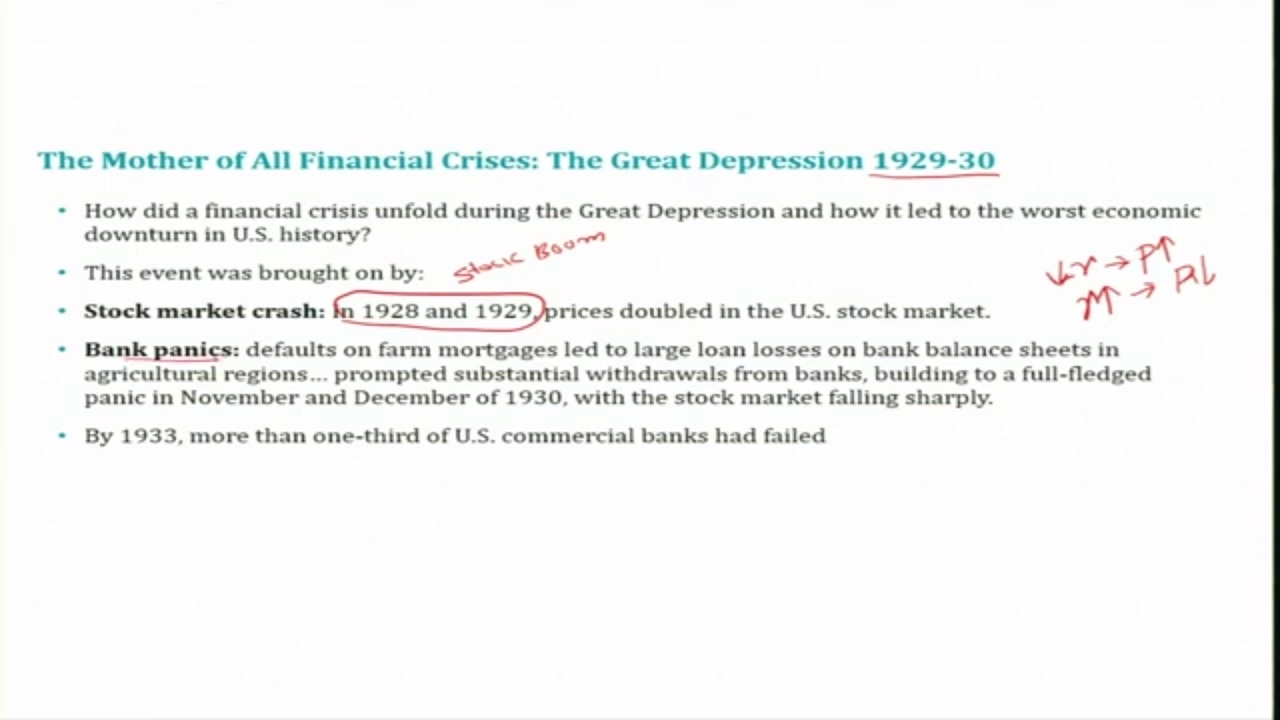 The Mother of All Financial Crises: The Great Depression 1929-30
• How did a financial crisis unfold during the Great Depression and how it led to the worst economic
downturn in U.S. history?
• This event was brought on by:
Stock Boom
↓r → P↑
r↑ → P↓
• Stock market crash: In 1928 and 1929, prices doubled in the U.S. stock market.
• Bank panics: defaults on farm mortgages led to large loan losses on bank balance sheets in
agricultural regions... prompted substantial withdrawals from banks, building to a full-fledged
panic in November and December of 1930, with the stock market falling sharply.
• By 1933, more than one-third of U.S. commercial banks had failed